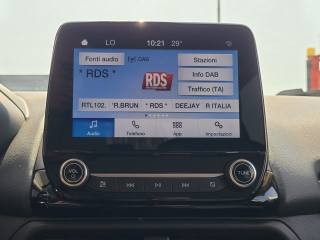 LO 10:21 29°
Fonti audio DAB Stazioni
* RDS * RDS Info DAB
Traffico (TA)
RTL102. 'R.BRUN * RDS * DEEJAY R ITALIA
Audio Telefono App Impostazioni
VOL TUNE